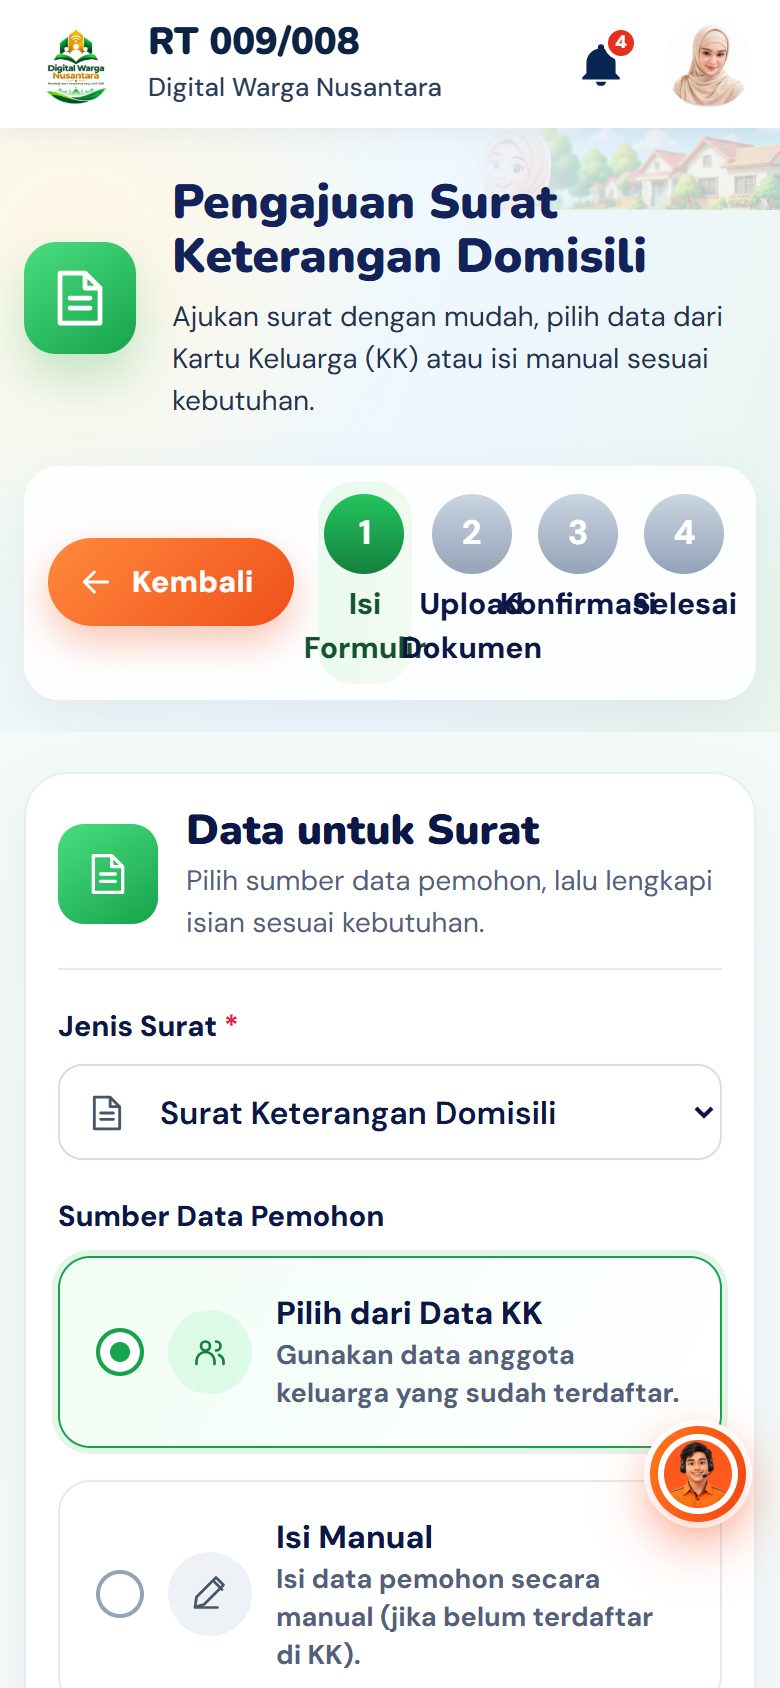 Digital Warga
Nusantara
RT 009/008
Digital Warga Nusantara
4
Pengajuan Surat
Keterangan Domisili
Ajukan surat dengan mudah, pilih data dari
Kartu Keluarga (KK) atau isi manual sesuai
kebutuhan.
Kembali
1
Isi
Formulir
2
Upload
Dokumen
3
Konfirmasi
4
Selesai
Data untuk Surat
Pilih sumber data pemohon, lalu lengkapi
isian sesuai kebutuhan.
Jenis Surat *
Surat Keterangan Domisili
Sumber Data Pemohon
Pilih dari Data KK
Gunakan data anggota
keluarga yang sudah terdaftar.
Isi Manual
Isi data pemohon secara
manual (jika belum terdaftar
di KK).